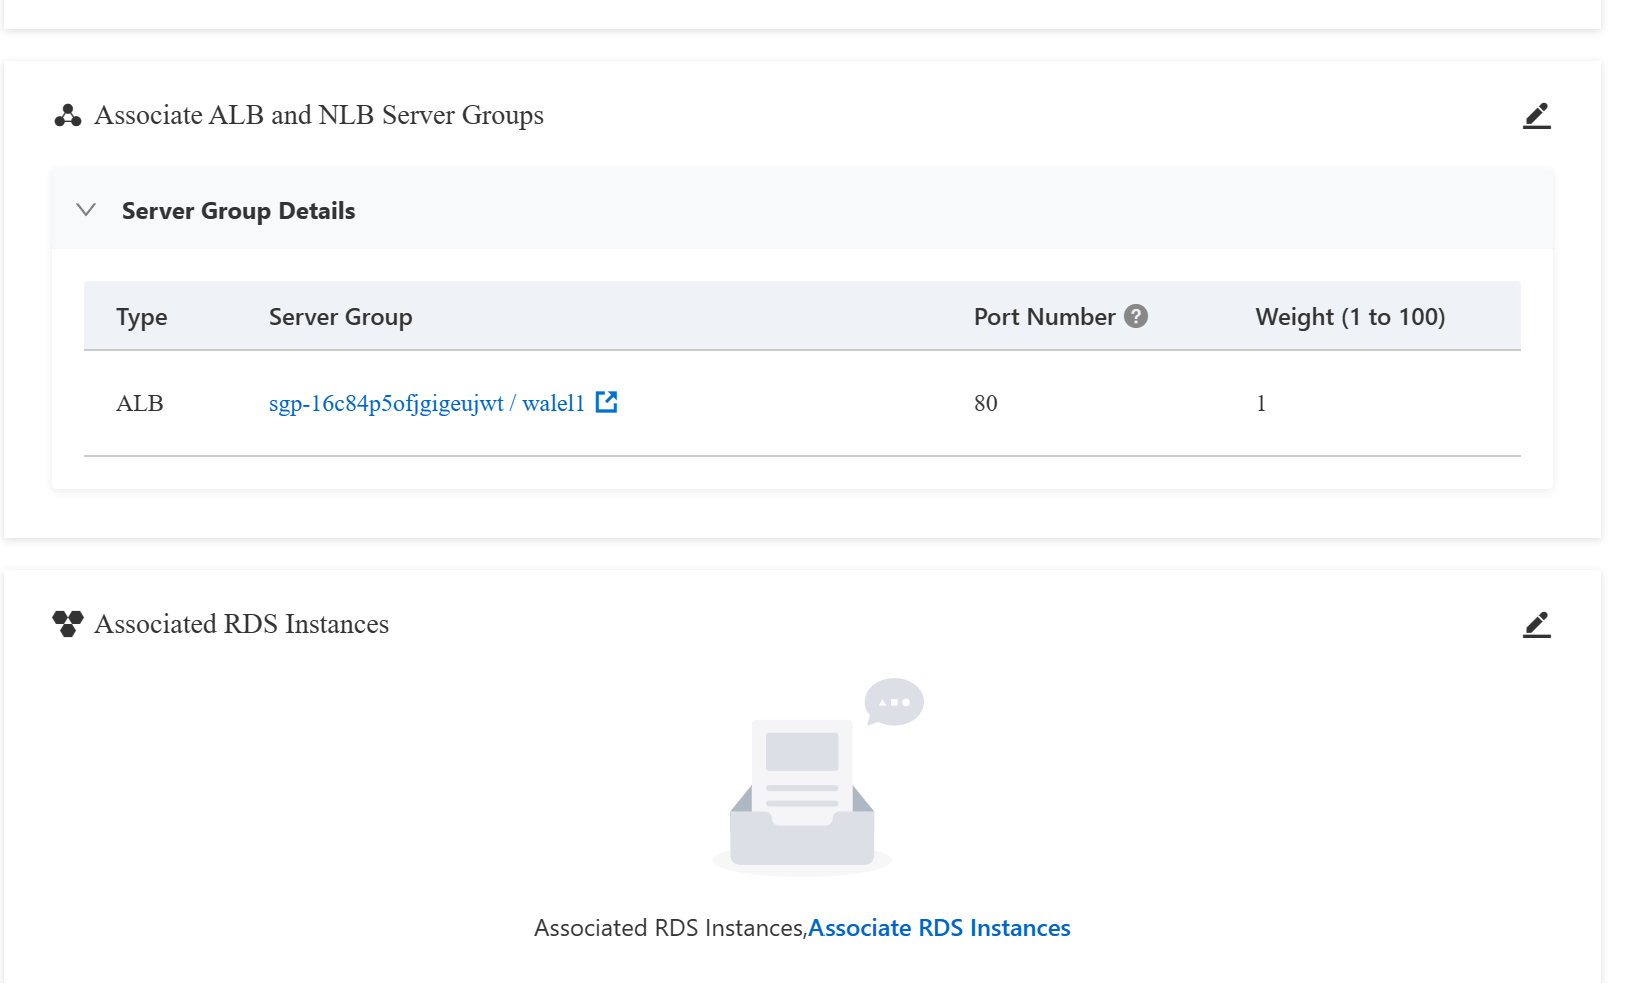 Associate ALB and NLB Server Groups
Server Group Details
Type Server Group Port Number ? Weight (1 to 100)
ALB sgp-16c84p5ofjgigeujwt / walel1 80 1
Associated RDS Instances
Associated RDS Instances,Associate RDS Instances